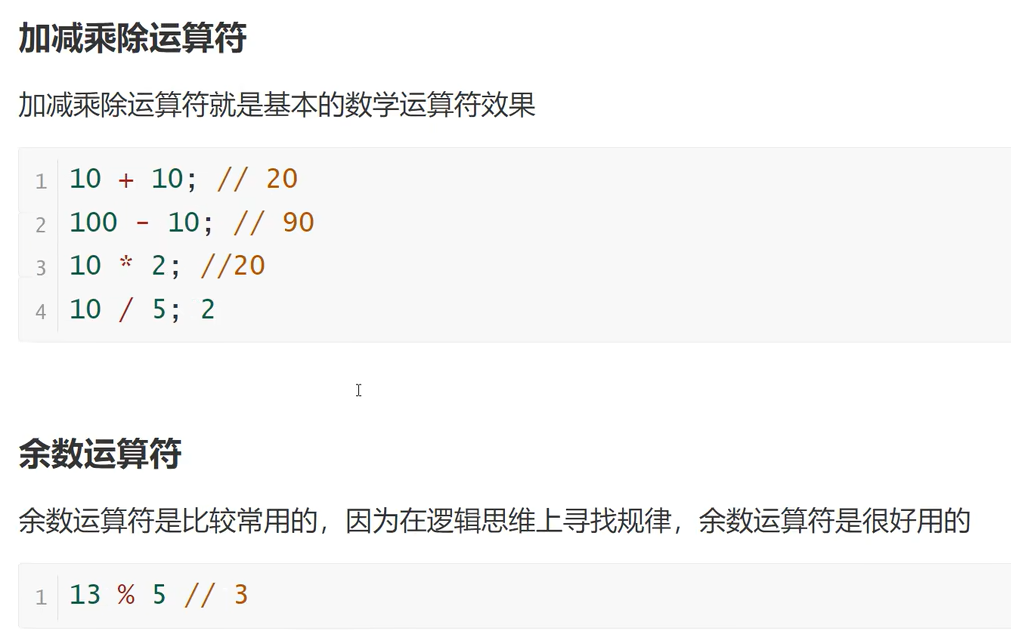 加减乘除运算符
加减乘除运算符就是基本的数学运算符效果
1 10 + 10; // 20
2 100 - 10; // 90
3 10 * 2; //20
4 10 / 5; 2
余数运算符
余数运算符是比较常用的，因为在逻辑思维上寻找规律，余数运算符是很好用的
1 13 % 5 // 3